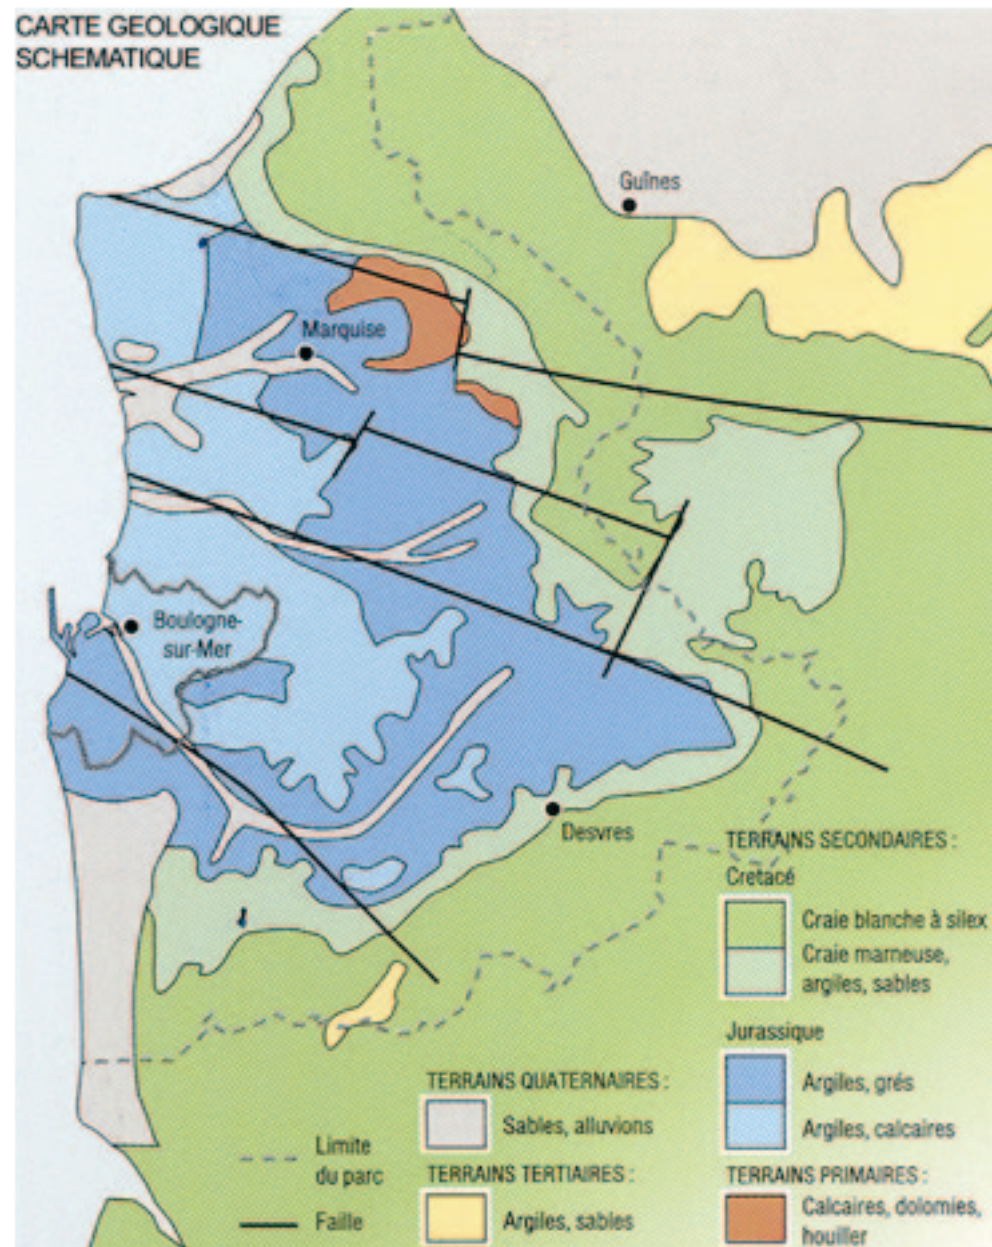 CARTE GEOLOGIQUE
SCHEMATIQUE
Guînes
Marquise
Boulogne-
sur-Mer
Desvres
TERRAINS SECONDAIRES :
Cretacé
Craie blanche à silex
Craie marneuse,
argiles, sables
Jurassique
Argiles, grés
Argiles, calcaires
TERRAINS PRIMAIRES :
Calcaires, dolomies,
houiller
TERRAINS QUATERNAIRES :
Sables, alluvions
TERRAINS TERTIAIRES :
Argiles, sables
Limite
du parc
Faille